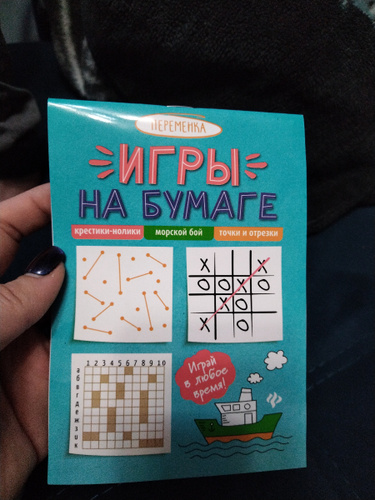 ПЕРЕМЕНКА
ИГРЫ
НА БУМАГЕ
крестики-нолики морской бой точки и отрезки
X X
O O X O
X O
X O
1 2 3 4 5 6 7 8 9 10
а
б
в
г
д
е
ж
з
и
к
Играй
в любое
время!